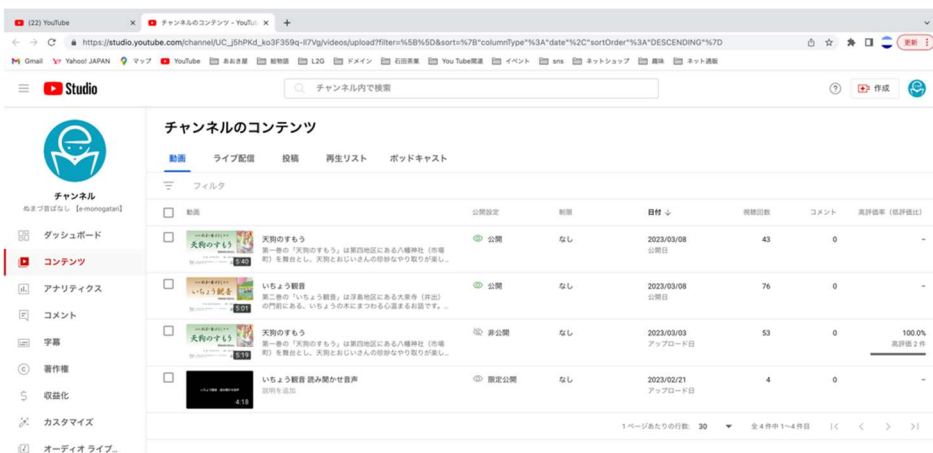 (22) YouTube
チャンネルのコンテンツ - YouTub
https://studio.youtube.com/channel/UC_j5hPKd_ko3F359q-Il7Vg/videos/upload?filter=%5B%5D&sort=%7B"columnType"%3A"date"%2C"sortOrder"%3A"DESCENDING"%7D
更新
Gmail Yahoo! JAPAN マップ YouTube あおき屋 絵物語 L2G ドメイン 石田茶業 You Tube関連 イベント sns ネットショップ 趣味 ネット通販
Studio
チャンネル内で検索
作成
チャンネル
ぬまづ昔ばなし【e-monogatari】
ダッシュボード
コンテンツ
アナリティクス
コメント
字幕
著作権
収益化
カスタマイズ
オーディオ ライブ...
チャンネルのコンテンツ
動画 ライブ配信 投稿 再生リスト ポッドキャスト
フィルタ
動画 公開設定 制限 日付 ↓ 視聴回数 コメント 高評価率（低評価比）
天狗のすもう
5:40
天狗のすもう 公開 なし 2023/03/08 43 0 –
第一巻の「天狗のすもう」は第四地区にある八幡神社（市場
公開日
町）を舞台とし、天狗とおじいさんの珍妙なやり取りが楽し...
いちょう観音
5:01
いちょう観音 公開 なし 2023/03/08 76 0 –
第二巻の「いちょう観音」は浮島地区にある大泉寺（井出）
公開日
の門前にある、いちょうの木にまつわる心温まるお話です。...
天狗のすもう
5:19
天狗のすもう 非公開 なし 2023/03/03 53 0 100.0%
第一巻の「天狗のすもう」は第四地区にある八幡神社（市場
アップロード日 高評価 2 件
町）を舞台とし、天狗とおじいさんの珍妙なやり取りが楽し...
4:18
いちょう観音 読み聞かせ音声 限定公開 なし 2023/02/21 4 0 –
説明を追加
アップロード日
1 ページあたりの行数: 30 全 4 件中 1～4 件目